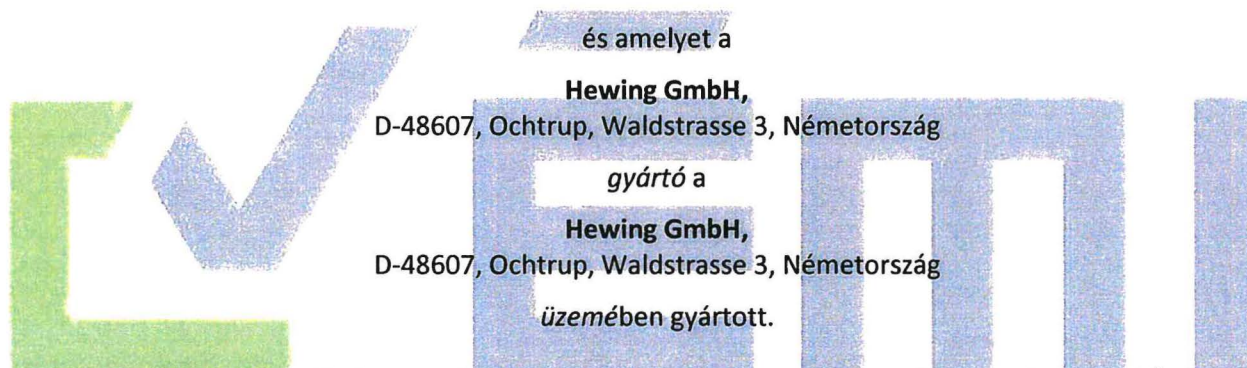 és amelyet a
Hewing GmbH,
D-48607, Ochtrup, Waldstrasse 3, Németország
gyártó a
Hewing GmbH,
D-48607, Ochtrup, Waldstrasse 3, Németország
üzemében gyártott.
ÉMI